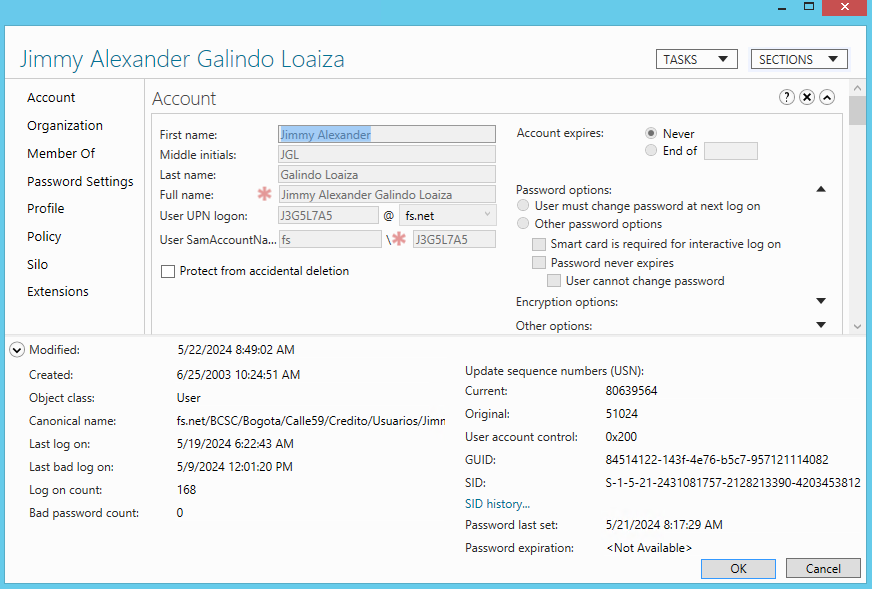 Jimmy Alexander Galindo Loaiza
TASKS
SECTIONS
Account
Organization
Member Of
Password Settings
Profile
Policy
Silo
Extensions
Account
First name: Jimmy Alexander
Middle initials: JGL
Last name: Galindo Loaiza
Full name: * Jimmy Alexander Galindo Loaiza
User UPN logon: J3G5L7A5 @ fs.net
User SamAccountNa... fs \* J3G5L7A5
Protect from accidental deletion
Account expires: Never
End of
Password options:
User must change password at next log on
Other password options
Smart card is required for interactive log on
Password never expires
User cannot change password
Encryption options:
Other options:
Modified: 5/22/2024 8:49:02 AM
Created: 6/25/2003 10:24:51 AM
Object class: User
Canonical name: fs.net/BCSC/Bogota/Calle59/Credito/Usuarios/Jimm
Last log on: 5/19/2024 6:22:43 AM
Last bad log on: 5/9/2024 12:01:20 PM
Log on count: 168
Bad password count: 0
Update sequence numbers (USN):
Current: 80639564
Original: 51024
User account control: 0x200
GUID: 84514122-143f-4e76-b5c7-957121114082
SID: S-1-5-21-2431081757-2128213390-4203453812
SID history...
Password last set: 5/21/2024 8:17:29 AM
Password expiration: <Not Available>
OK
Cancel